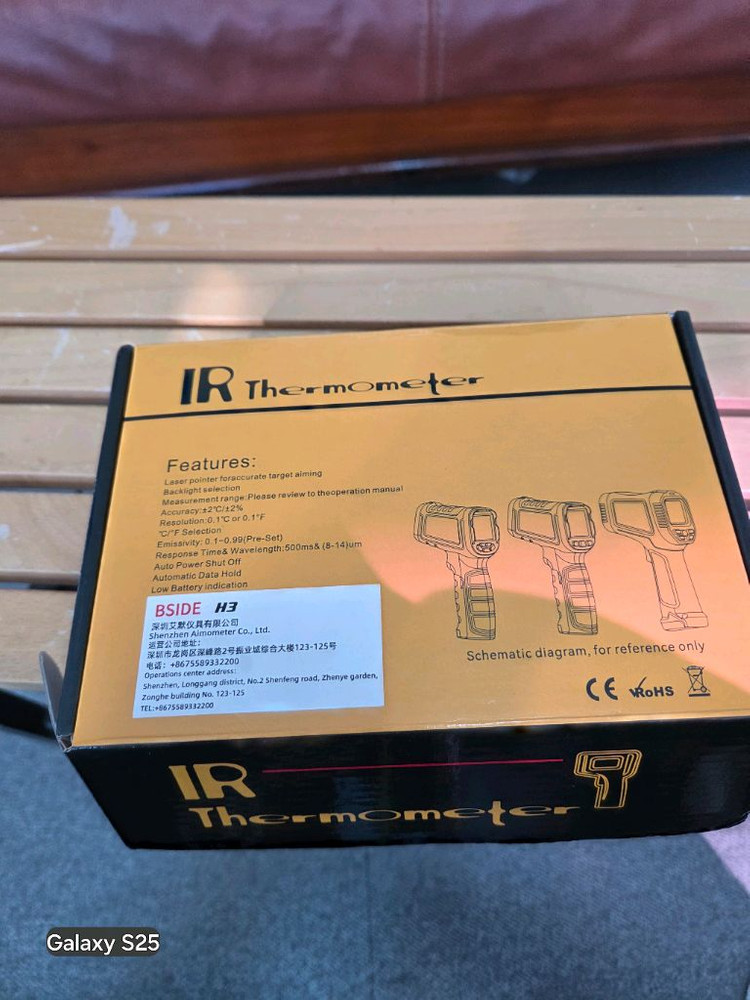 IR Thermometer
Features:
Laser pointer foraccurate target aiming
Backlight selection
Measurement range:Please review to theoperation manual
Accuracy:±2℃/±2%
Resolution:0.1℃ or 0.1°F
℃/°F Selection
Emissivity: 0.1~0.99(Pre-Set)
Response Time& Wavelength:500ms& (8-14)um
Auto Power Shut Off
Automatic Data Hold
Low Battery indication
BSIDE H3
深圳艾默仪具有限公司
Shenzhen Aimometer Co., Ltd.
运营公司地址:
深圳市龙岗区深峰路2号振业城综合大楼123-125号
电话: +8675589332200
Operations center address:
Shenzhen, Longgang district, No.2 Shenfeng road, Zhenye garden,
Zonghe building No. 123-125
TEL:+8675589332200
Schematic diagram, for reference only
CE RoHS
IR
Thermometer
Galaxy S25